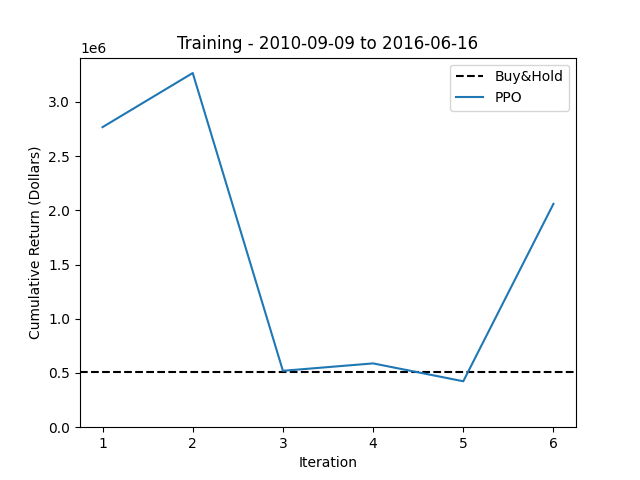 Training - 2010-09-09 to 2016-06-16
1e6
Buy&Hold
PPO
3.0
2.5
2.0
1.5
1.0
0.5
0.0
Cumulative Return (Dollars)
1 2 3 4 5 6
Iteration